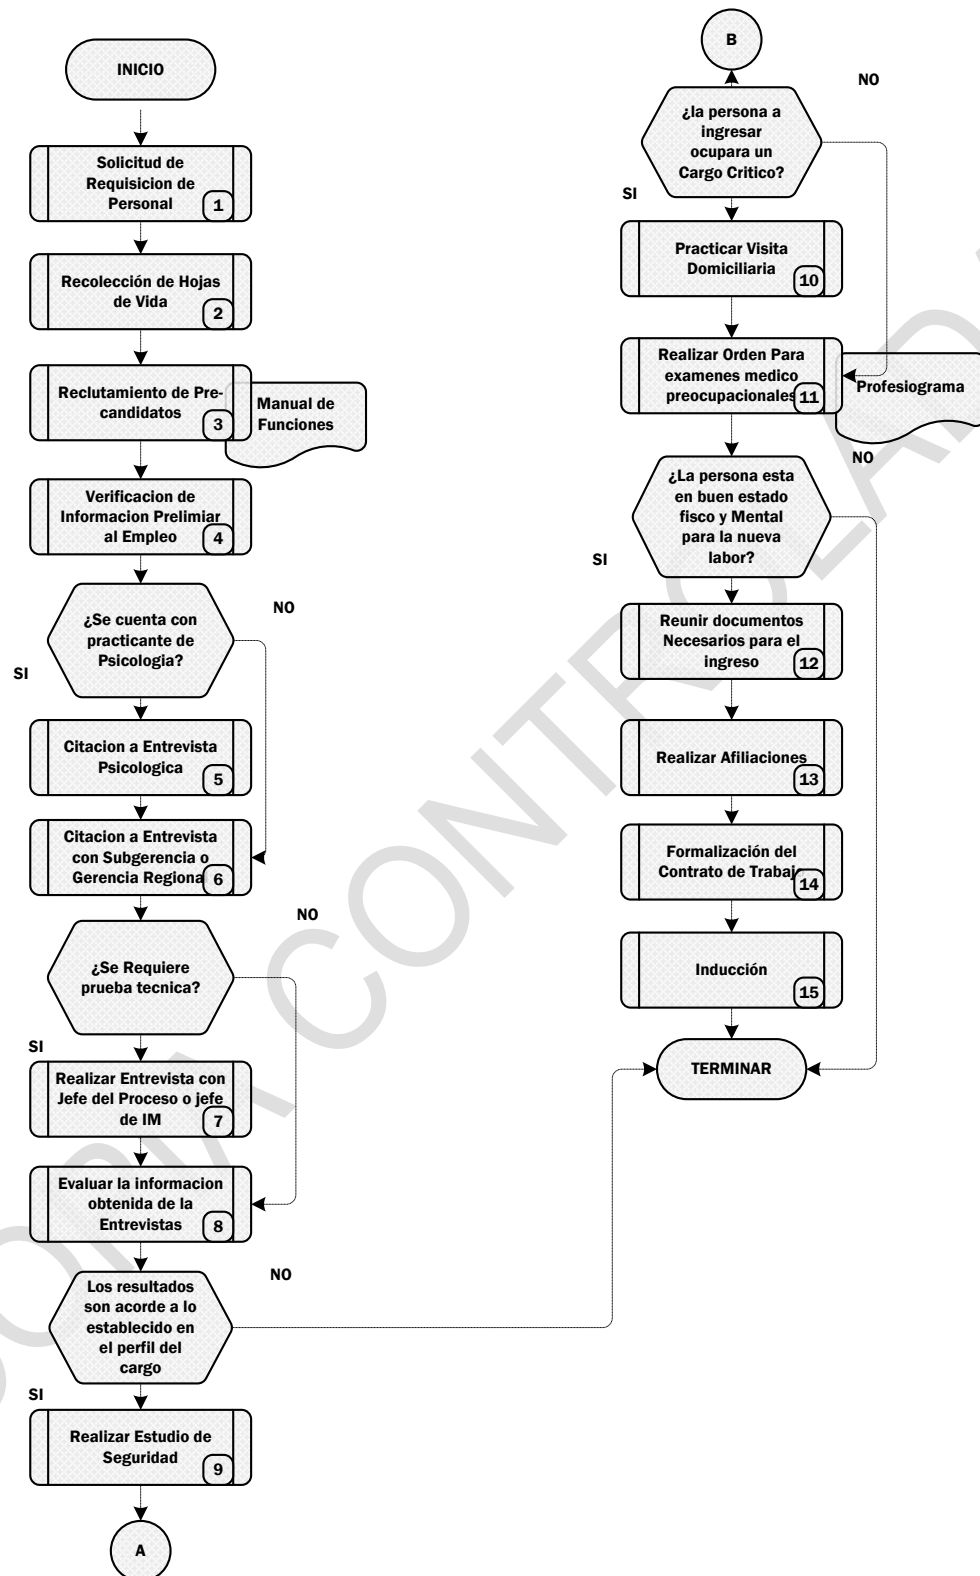 INICIO
Solicitud de
Requisicion de
Personal
1
Recolección de Hojas
de Vida
2
Reclutamiento de Pre-
candidatos
3
Manual de
Funciones
Verificacion de
Informacion Prelimiar
al Empleo
4
¿Se cuenta con
practicante de
Psicologia?
NO
SI
Citacion a Entrevista
Psicologica
5
Citacion a Entrevista
con Subgerencia o
Gerencia Regional
6
NO
¿Se Requiere
prueba tecnica?
SI
Realizar Entrevista con
Jefe del Proceso o jefe
de IM
7
Evaluar la informacion
obtenida de la
Entrevistas
8
NO
Los resultados
son acorde a lo
establecido en
el perfil del
cargo
SI
Realizar Estudio de
Seguridad
9
A
B
NO
¿la persona a
ingresar
ocupara un
Cargo Critico?
SI
Practicar Visita
Domiciliaria
10
Realizar Orden Para
examenes medico
preocupacionales
11
Profesiograma
NO
¿La persona esta
en buen estado
fisco y Mental
para la nueva
labor?
SI
Reunir documentos
Necesarios para el
ingreso
12
Realizar Afiliaciones
13
Formalización del
Contrato de Trabajo
14
Inducción
15
TERMINAR
COPIA CONTROLADA